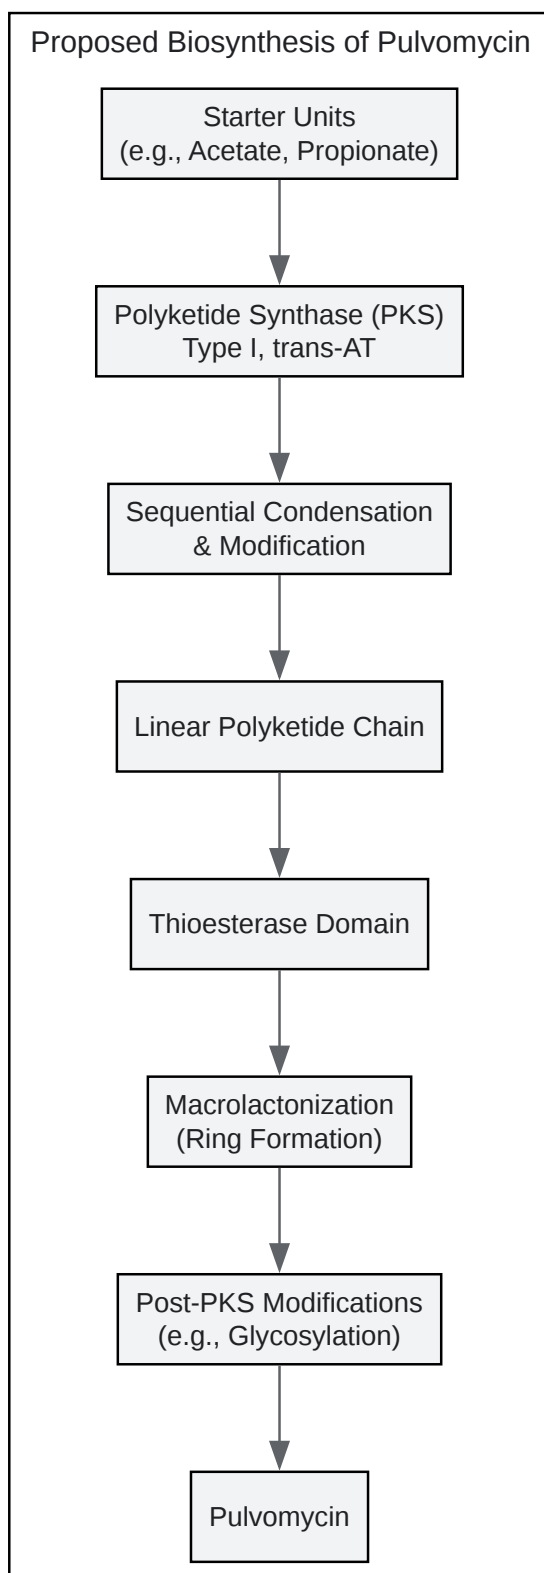 Proposed Biosynthesis of Pulvomycin
Starter Units
(e.g., Acetate, Propionate)
Polyketide Synthase (PKS)
Type I, trans-AT
Sequential Condensation
& Modification
Linear Polyketide Chain
Thioesterase Domain
Macrolactonization
(Ring Formation)
Post-PKS Modifications
(e.g., Glycosylation)
Pulvomycin